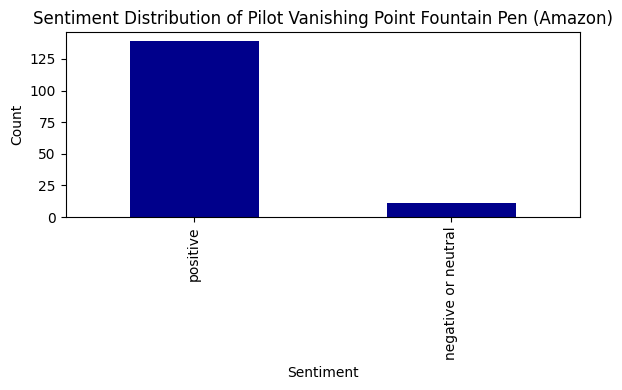 Sentiment Distribution of Pilot Vanishing Point Fountain Pen (Amazon)
125
100
75
50
25
0
Count
positive
negative or neutral
Sentiment